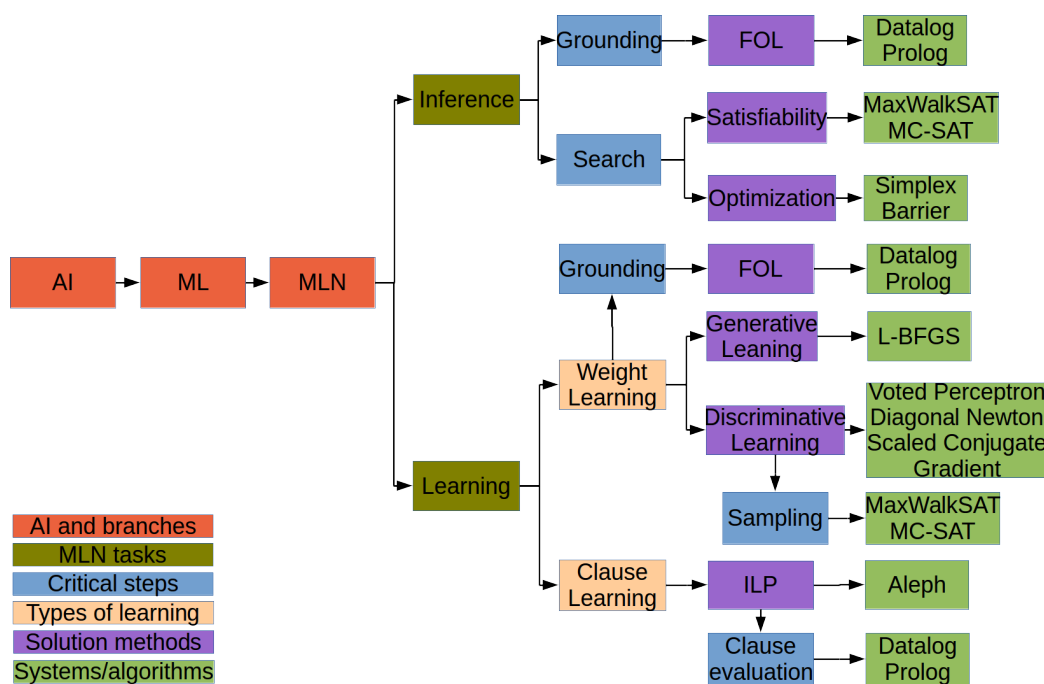 Grounding
FOL
Datalog
Prolog
Inference
Satisfiability
MaxWalkSAT
MC-SAT
Search
Optimization
Simplex
Barrier
AI
ML
MLN
Grounding
FOL
Datalog
Prolog
Generative
Leaning
L-BFGS
Weight
Learning
Discriminative
Learning
Voted Perceptron
Diagonal Newton
Scaled Conjugate
Gradient
Learning
Sampling
MaxWalkSAT
MC-SAT
Clause
Learning
ILP
Aleph
Clause
evaluation
Datalog
Prolog
AI and branches
MLN tasks
Critical steps
Types of learning
Solution methods
Systems/algorithms